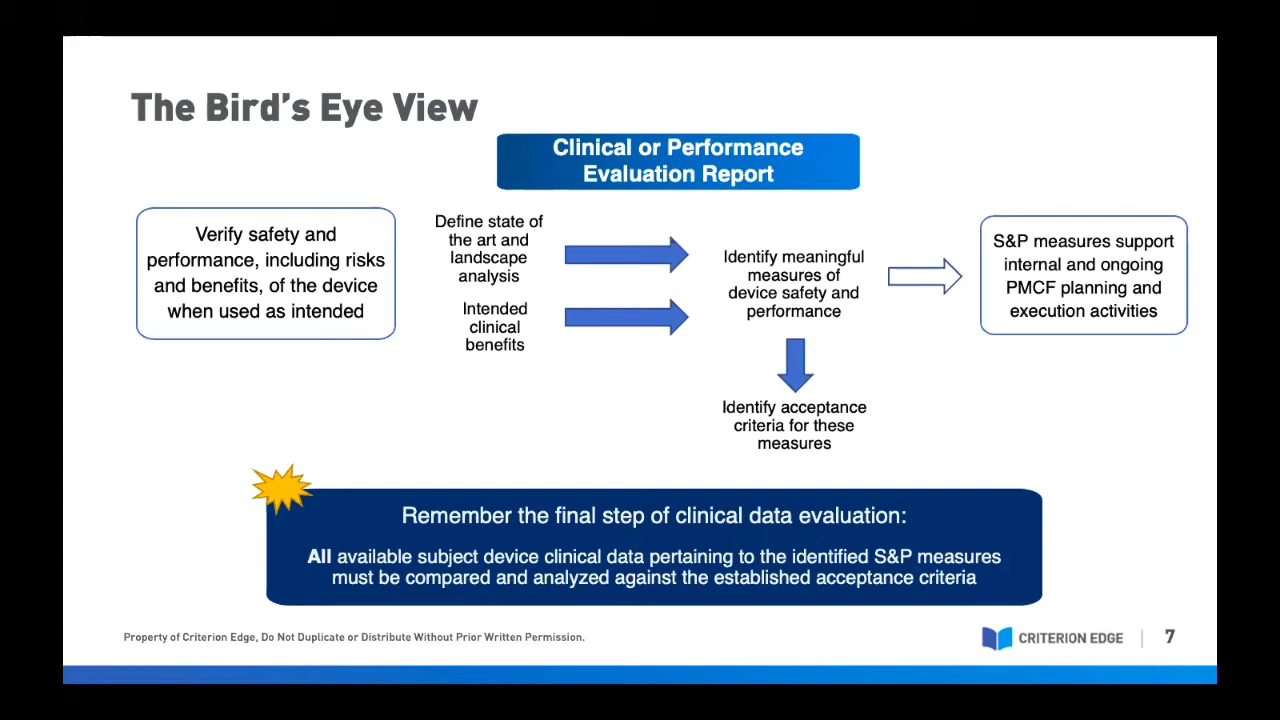 The Bird's Eye View
Clinical or Performance
Evaluation Report
Verify safety and
performance, including risks
and benefits, of the device
when used as intended
Define state of
the art and
landscape
analysis
Intended
clinical
benefits
Identify meaningful
measures of
device safety and
performance
S&P measures support
internal and ongoing
PMCF planning and
execution activities
Identify acceptance
criteria for these
measures
Remember the final step of clinical data evaluation:
All available subject device clinical data pertaining to the identified S&P measures
must be compared and analyzed against the established acceptance criteria
Property of Criterion Edge, Do Not Duplicate or Distribute Without Prior Written Permission.
CRITERION EDGE
7